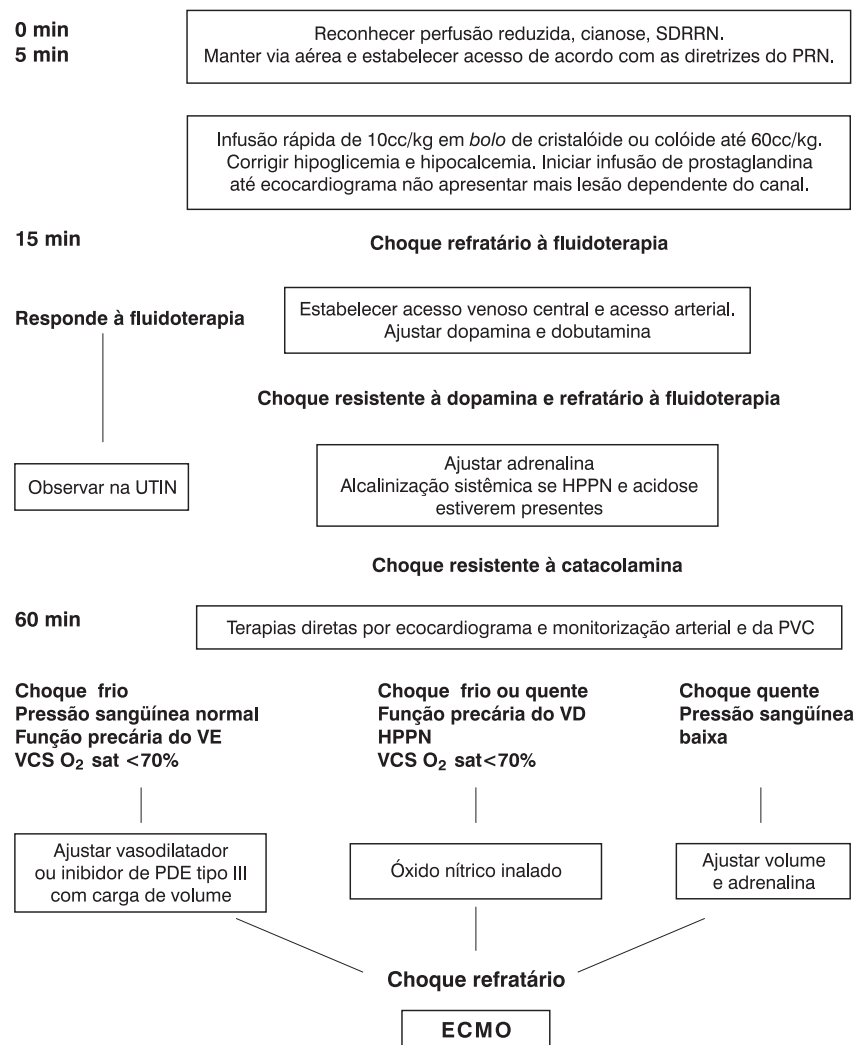 0 min
5 min
Reconhecer perfusão reduzida, cianose, SDRRN.
Manter via aérea e estabelecer acesso de acordo com as diretrizes do PRN.
Infusão rápida de 10cc/kg em bolo de cristalóide ou colóide até 60cc/kg.
Corrigir hipoglicemia e hipocalcemia. Iniciar infusão de prostaglandina
até ecocardiograma não apresentar mais lesão dependente do canal.
15 min
Choque refratário à fluidoterapia
Responde à fluidoterapia
Estabelecer acesso venoso central e acesso arterial.
Ajustar dopamina e dobutamina
Choque resistente à dopamina e refratário à fluidoterapia
Observar na UTIN
Ajustar adrenalina
Alcalinização sistêmica se HPPN e acidose
estiverem presentes
Choque resistente à catacolamina
60 min
Terapias diretas por ecocardiograma e monitorização arterial e da PVC
Choque frio
Pressão sangüínea normal
Função precária do VE
VCS O₂ sat <70%
Choque frio ou quente
Função precária do VD
HPPN
VCS O₂ sat<70%
Choque quente
Pressão sangüínea
baixa
Ajustar vasodilatador
ou inibidor de PDE tipo III
com carga de volume
Óxido nítrico inalado
Ajustar volume
e adrenalina
Choque refratário
ECMO